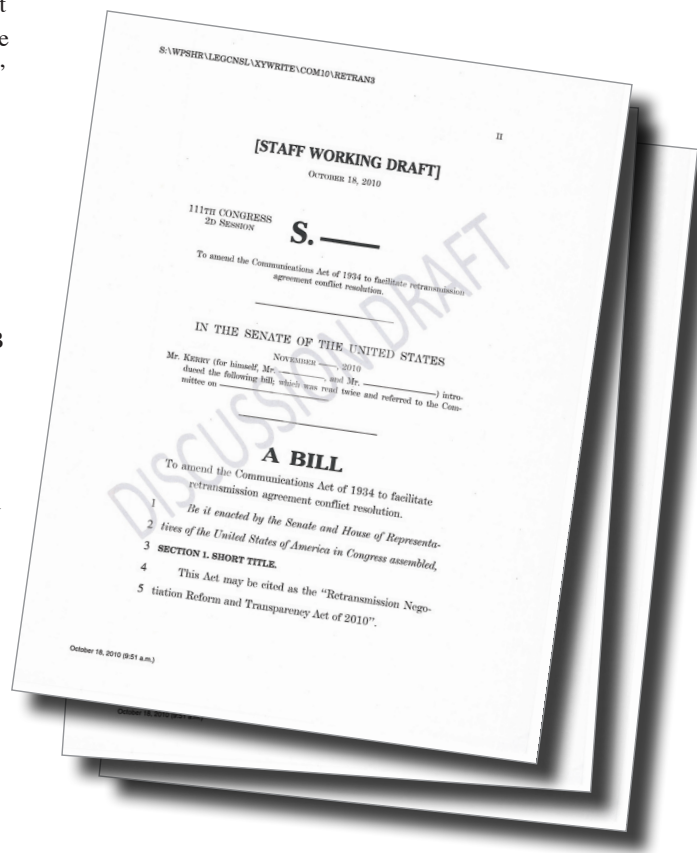 t
e
”
B
S:\WPSHR\LEGCNSL\XYWRITE\COM10\RETRAN3
II
[STAFF WORKING DRAFT]
OCTOBER 18, 2010
111TH CONGRESS
2D SESSION
S. ——
To amend the Communications Act of 1934 to facilitate retransmission
agreement conflict resolution.
IN THE SENATE OF THE UNITED STATES
NOVEMBER ——, 2010
Mr. KERRY (for himself, Mr. ————, and Mr. ————) intro-
duced the following bill; which was read twice and referred to the Com-
mittee on ————
A BILL
To amend the Communications Act of 1934 to facilitate
retransmission agreement conflict resolution.
1 Be it enacted by the Senate and House of Representa-
2 tives of the United States of America in Congress assembled,
3 SECTION 1. SHORT TITLE.
4 This Act may be cited as the “Retransmission Nego-
5 tiation Reform and Transparency Act of 2010”.
October 18, 2010 (9:51 a.m.)
DISCUSSION DRAFT
October 18, 2010 (9:51 a.m.)